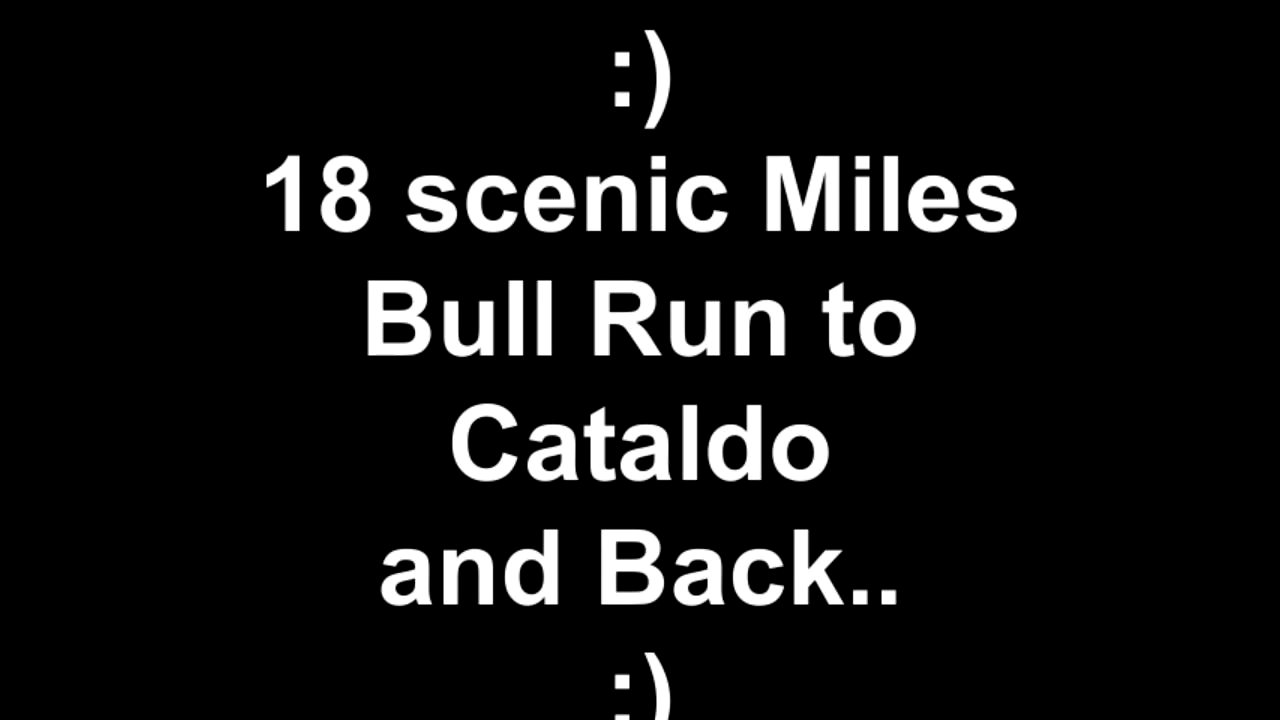 :)
18 scenic Miles
Bull Run to
Cataldo
and Back..
:)